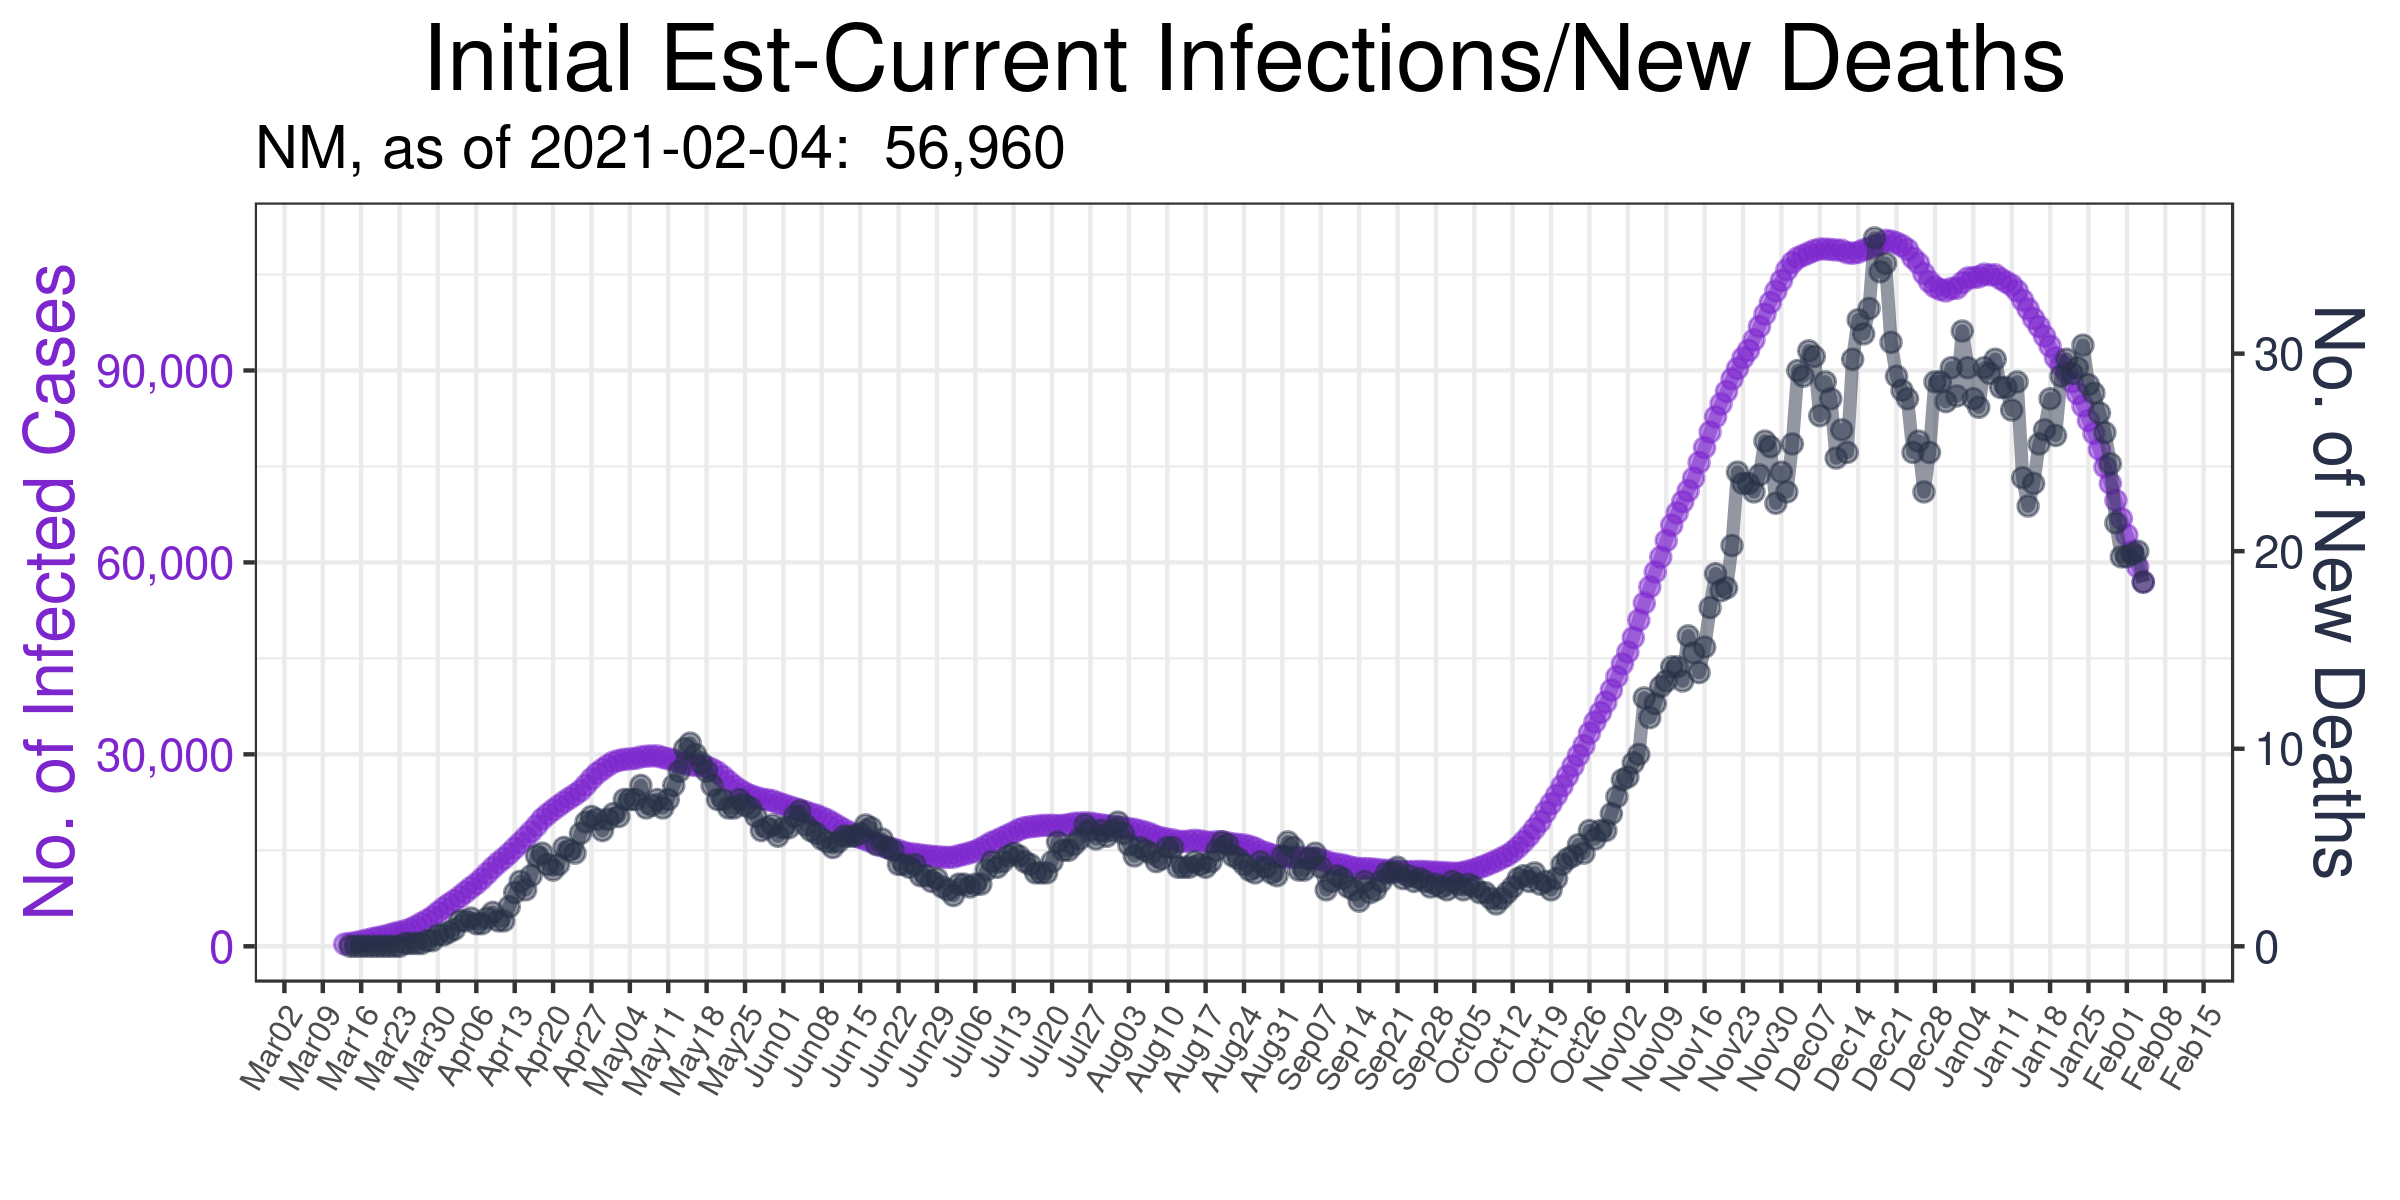 Initial Est-Current Infections/New Deaths
NM, as of 2021-02-04:  56,960
No. of Infected Cases
90,000
60,000
30,000
0
30
20
10
0
No. of New Deaths
Mar02
Mar09
Mar16
Mar23
Mar30
Apr06
Apr13
Apr20
Apr27
May04
May11
May18
May25
Jun01
Jun08
Jun15
Jun22
Jun29
Jul06
Jul13
Jul20
Jul27
Aug03
Aug10
Aug17
Aug24
Aug31
Sep07
Sep14
Sep21
Sep28
Oct05
Oct12
Oct19
Oct26
Nov02
Nov09
Nov16
Nov23
Nov30
Dec07
Dec14
Dec21
Dec28
Jan04
Jan11
Jan18
Jan25
Feb01
Feb08
Feb15